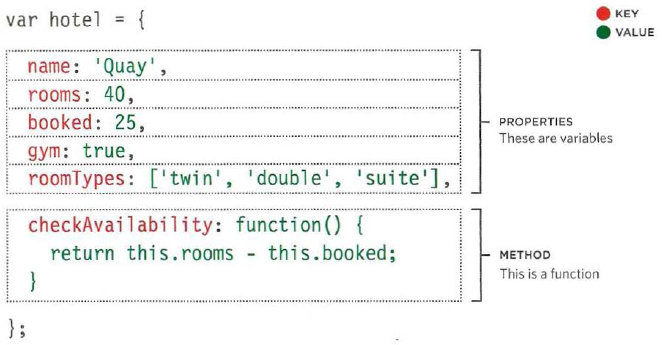 var hotel = {
KEY
VALUE
name: 'Quay',
rooms: 40,
booked: 25,
gym: true,
roomTypes: ['twin', 'double', 'suite'],
PROPERTIES
These are variables
checkAvailability: function() {
return this.rooms - this.booked;
}
METHOD
This is a function
};